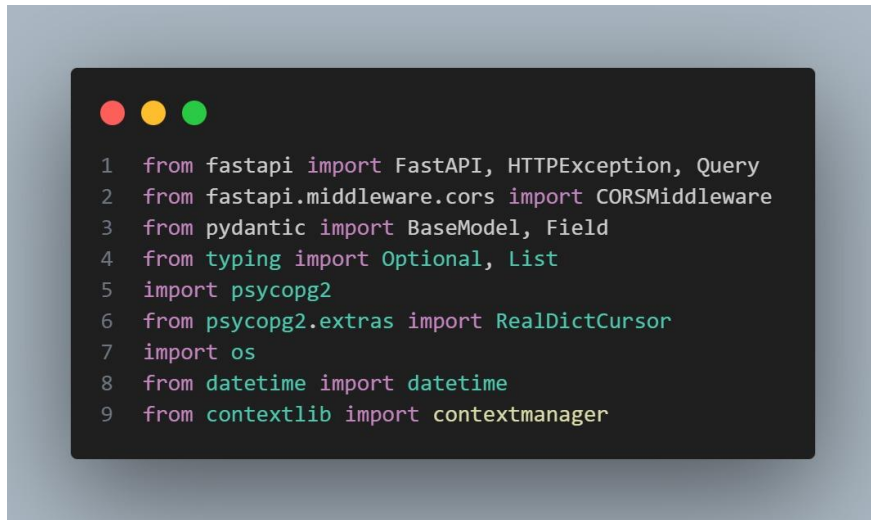 1 from fastapi import FastAPI, HTTPException, Query
2 from fastapi.middleware.cors import CORSMiddleware
3 from pydantic import BaseModel, Field
4 from typing import Optional, List
5 import psycopg2
6 from psycopg2.extras import RealDictCursor
7 import os
8 from datetime import datetime
9 from contextlib import contextmanager